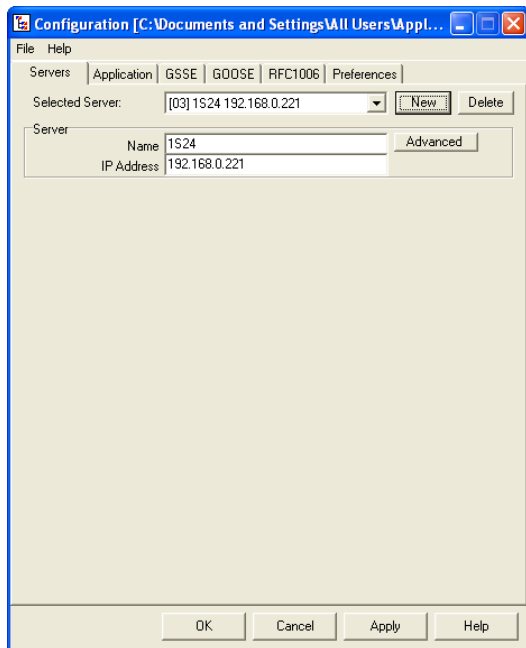 Configuration [C:\Documents and Settings\All Users\Appl...
File Help
Servers Application GSSE GOOSE RFC1006 Preferences
Selected Server: [03] 1S24 192.168.0.221 New Delete
Server
Name 1S24 Advanced
IP Address 192.168.0.221
OK Cancel Apply Help